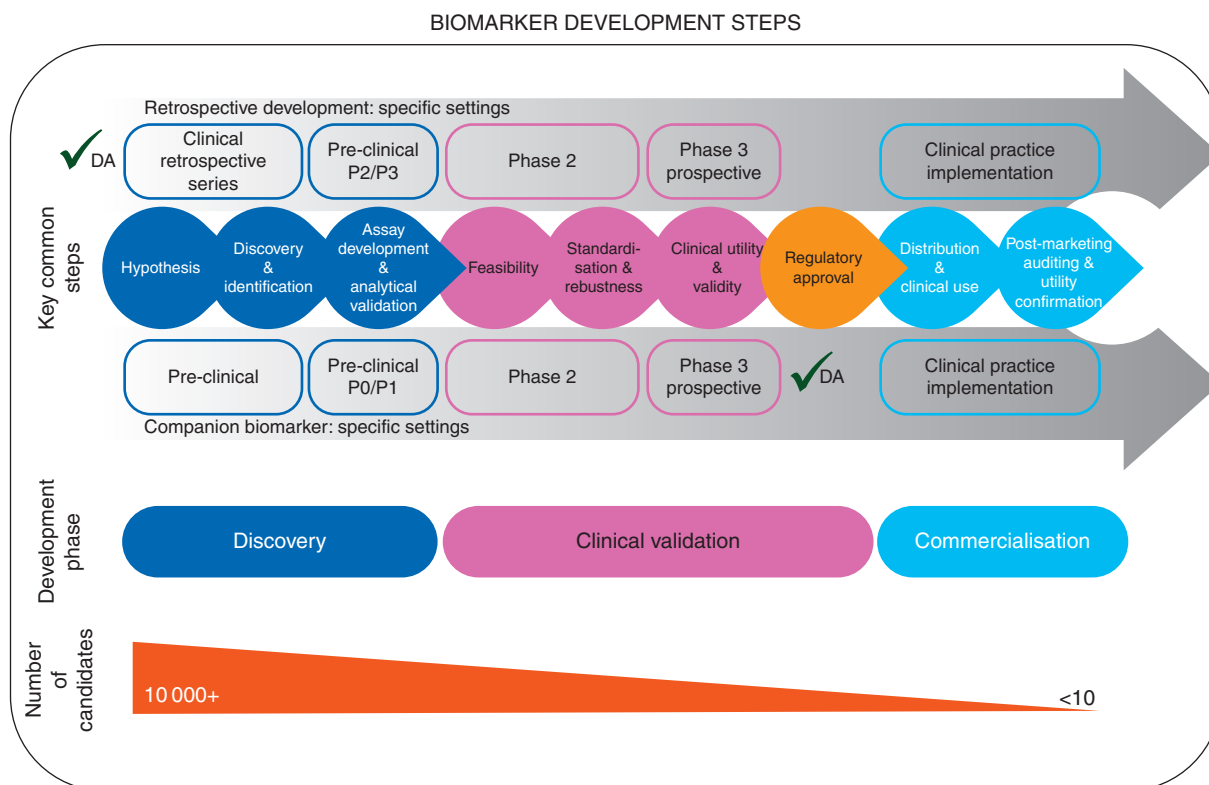 BIOMARKER DEVELOPMENT STEPS
Retrospective development: specific settings
DA
Clinical
retrospective
series
Pre-clinical
P2/P3
Phase 2
Phase 3
prospective
Clinical practice
implementation
Key common
steps
Hypothesis
Discovery
&
identification
Assay
development
&
analytical
validation
Feasibility
Standardi-
sation &
rebustness
Clinical utility
&
validity
Regulatory
approval
Distribution
&
clinical use
Post-marketing
auditing &
utility
confirmation
Pre-clinical
Pre-clinical
P0/P1
Phase 2
Phase 3
prospective
DA
Clinical practice
implementation
Companion biomarker: specific settings
Development
phase
Discovery
Clinical validation
Commercialisation
Number
of
candidates
10 000+
<10